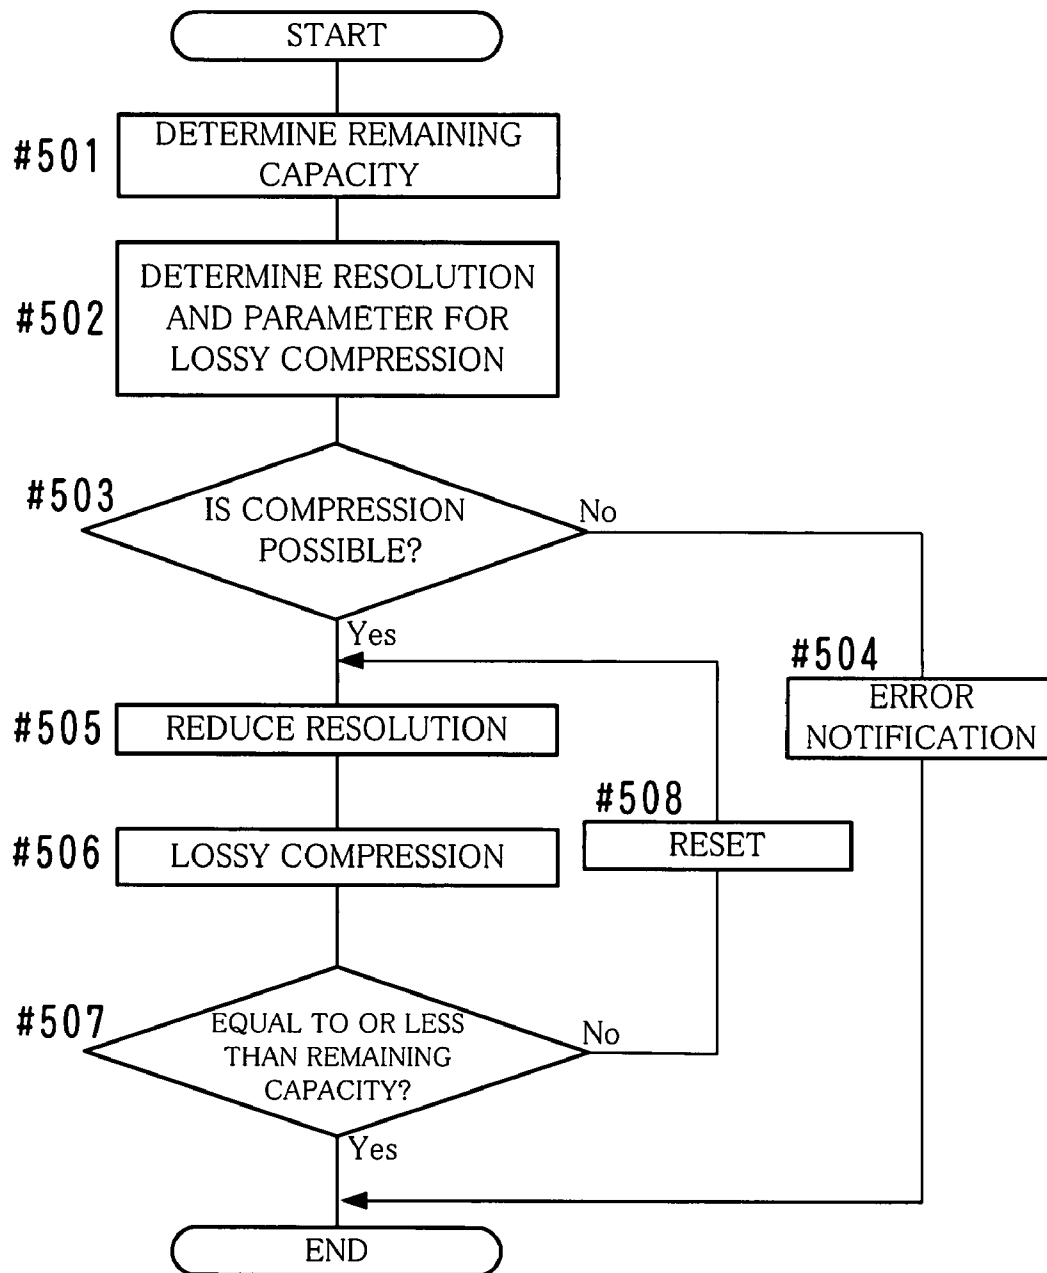 START
#501
DETERMINE REMAINING
CAPACITY
#502
DETERMINE RESOLUTION
AND PARAMETER FOR
LOSSY COMPRESSION
#503
IS COMPRESSION
POSSIBLE?
No
Yes
#504
ERROR
NOTIFICATION
#505
REDUCE RESOLUTION
#508
RESET
#506
LOSSY COMPRESSION
#507
EQUAL TO OR LESS
THAN REMAINING
CAPACITY?
No
Yes
END